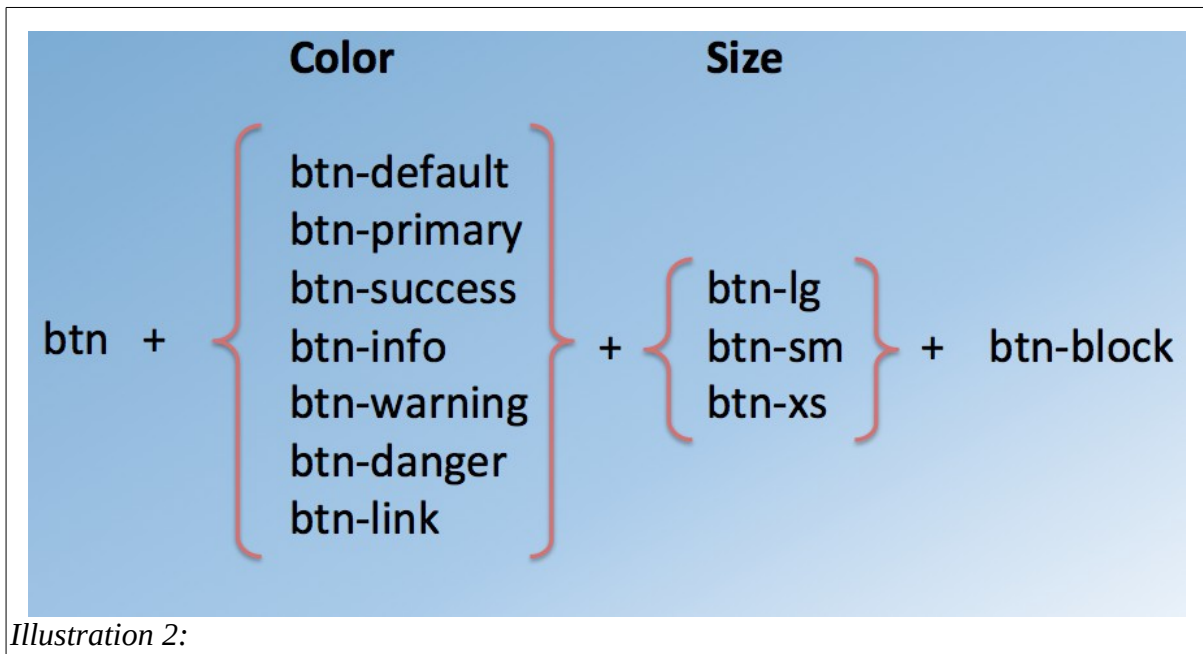 Color Size
btn-default
btn-primary
btn-success
btn-lg
btn + btn-info + btn-sm + btn-block
btn-warning
btn-xs
btn-danger
btn-link
Illustration 2: